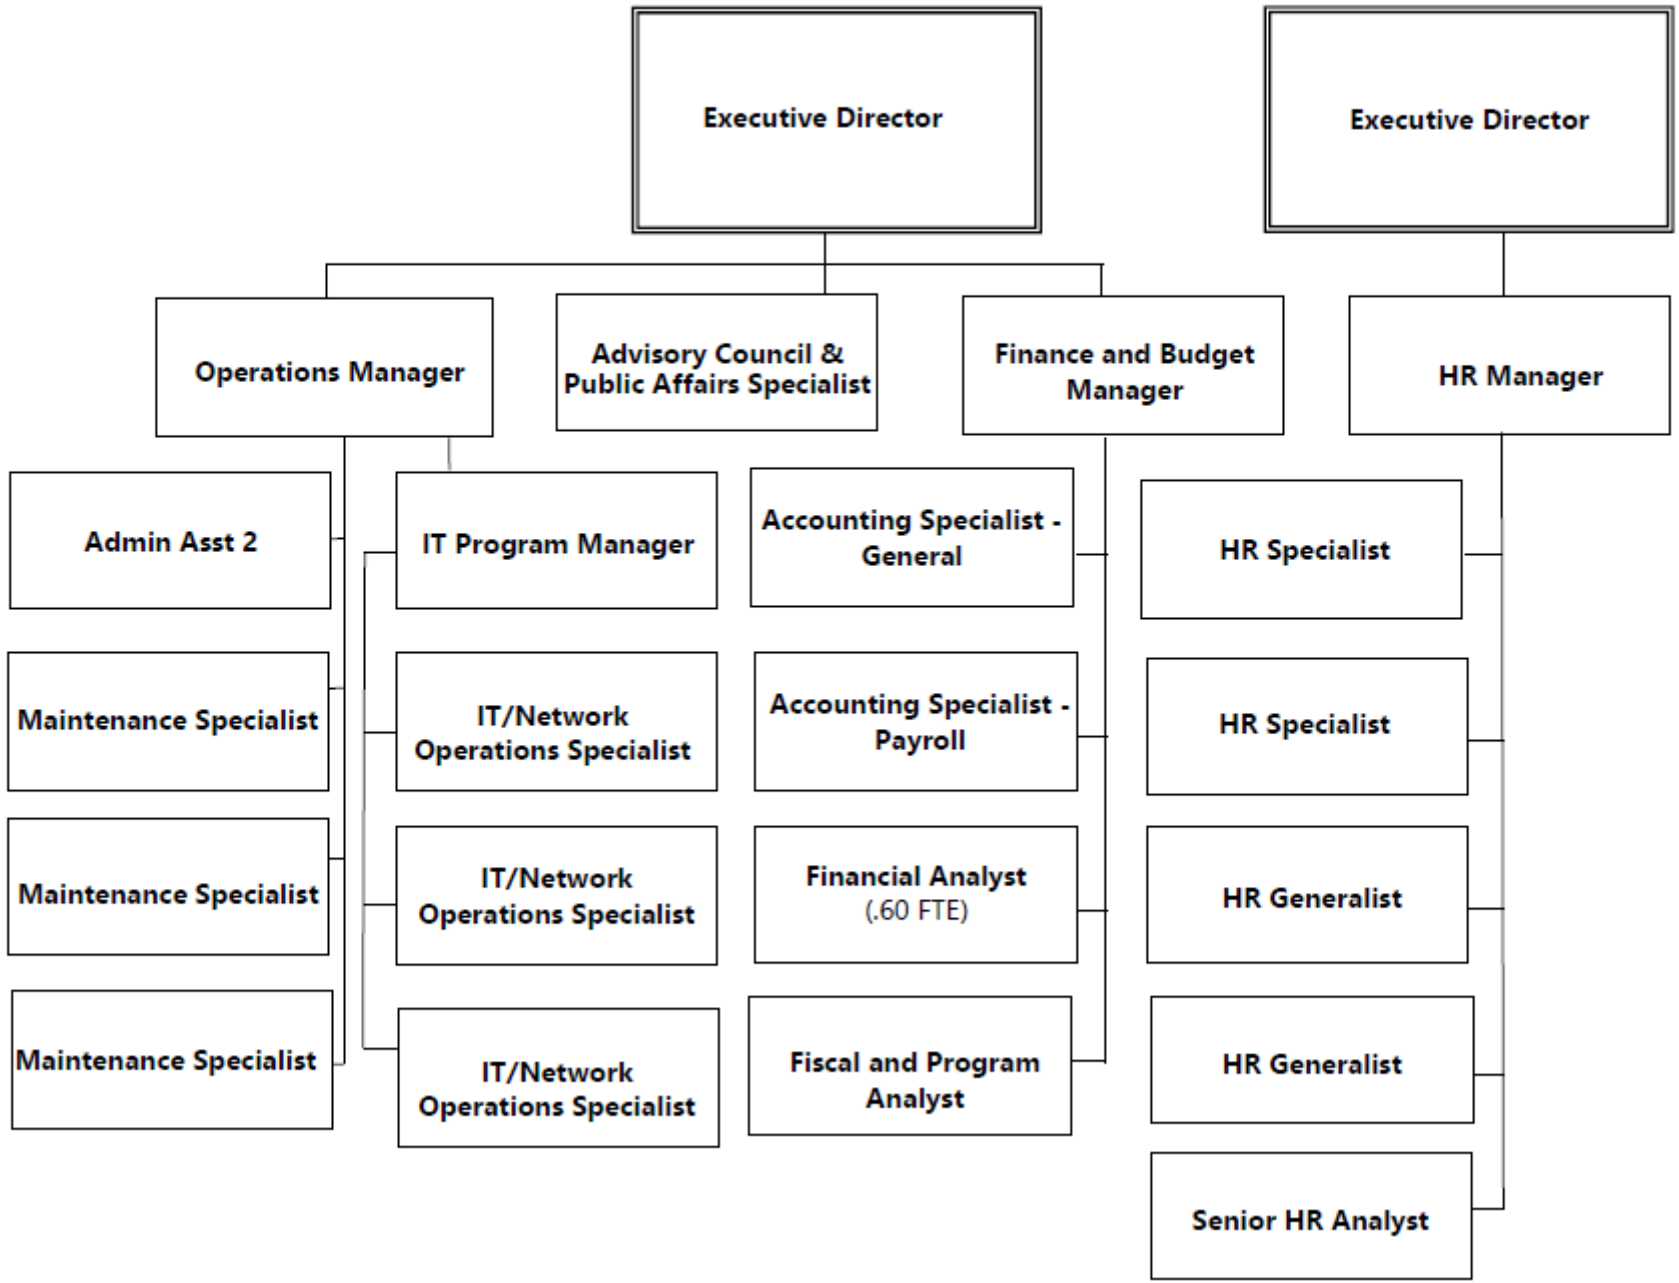 Executive Director
Executive Director
Operations Manager
Advisory Council &
Public Affairs Specialist
Finance and Budget
Manager
HR Manager
Admin Asst 2
IT Program Manager
Accounting Specialist -
General
HR Specialist
Maintenance Specialist
IT/Network
Operations Specialist
Accounting Specialist -
Payroll
HR Specialist
Maintenance Specialist
IT/Network
Operations Specialist
Financial Analyst
(.60 FTE)
HR Generalist
Maintenance Specialist
IT/Network
Operations Specialist
Fiscal and Program
Analyst
HR Generalist
Senior HR Analyst